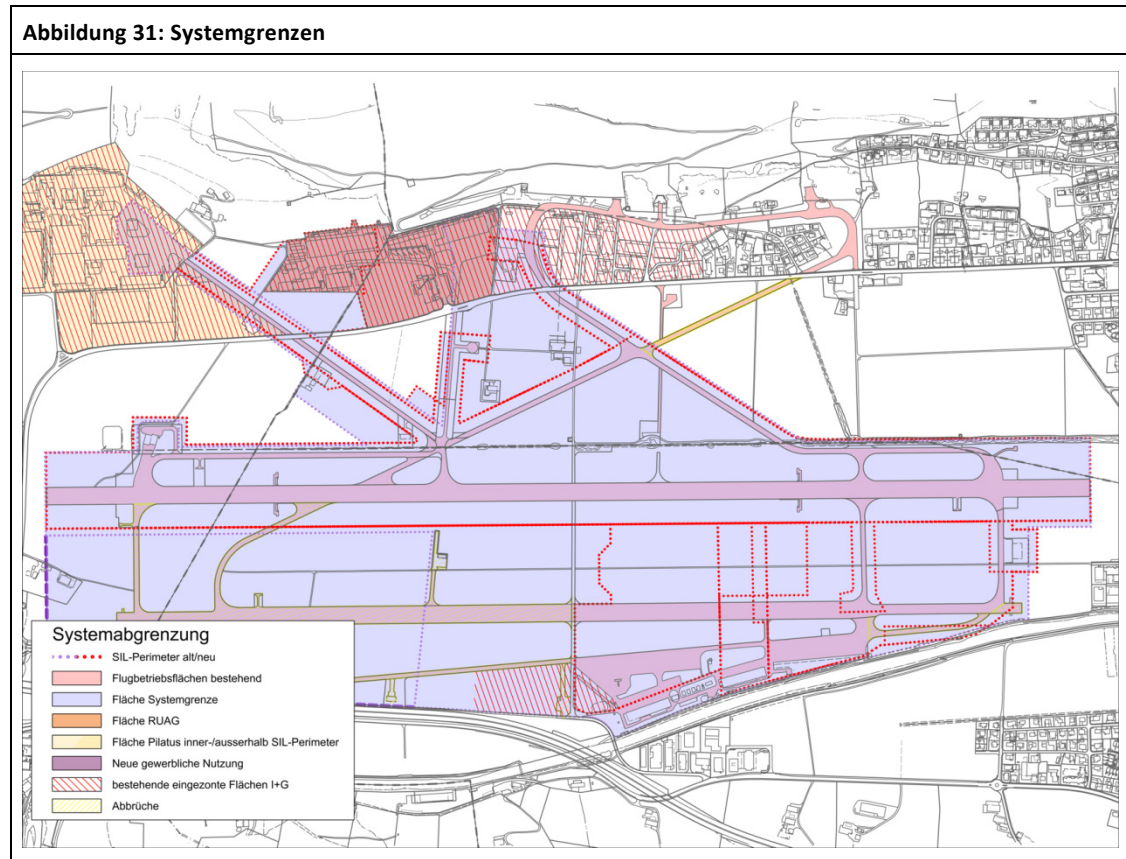 Abbildung 31: Systemgrenzen
Systemabgrenzung
SIL-Perimeter alt/neu
Flugbetriebsflächen bestehend
Fläche Systemgrenze
Fläche RUAG
Fläche Pilatus inner-/ausserhalb SIL-Perimeter
Neue gewerbliche Nutzung
bestehende eingezonte Flächen I+G
Abbrüche